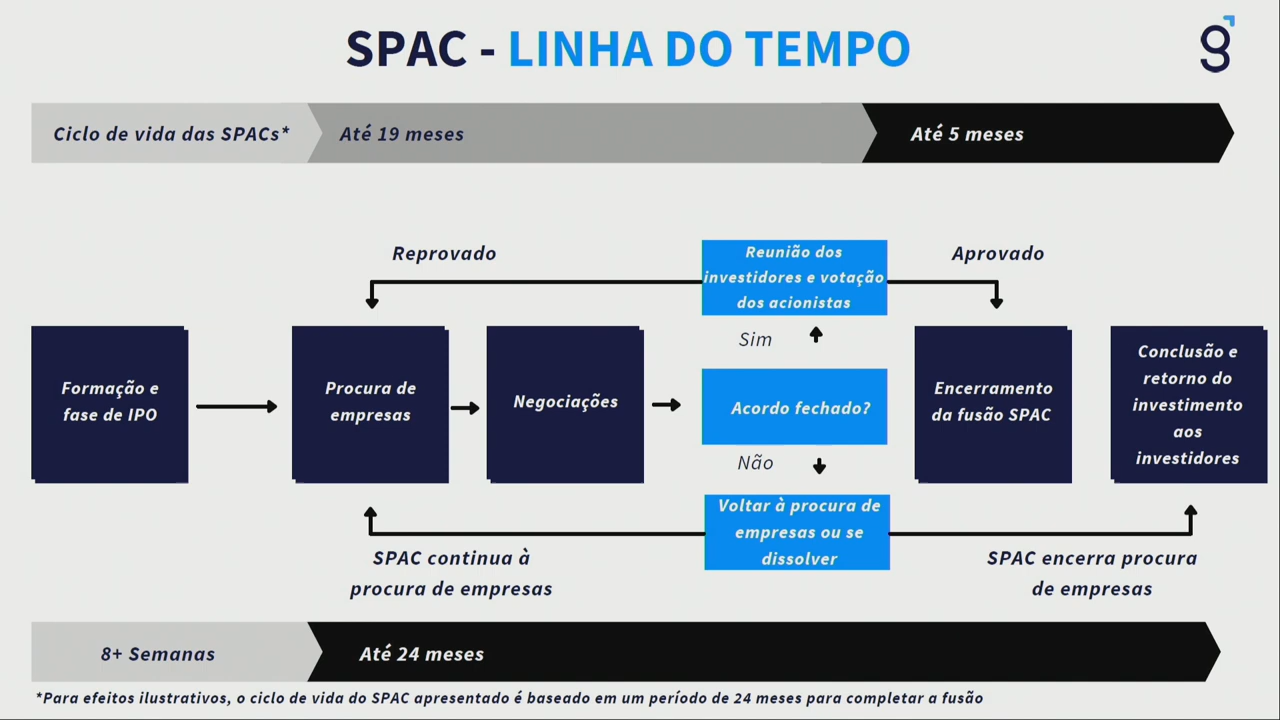 SPAC - LINHA DO TEMPO
Ciclo de vida das SPACs*
Até 19 meses
Até 5 meses
Reprovado
Reunião dos
investidores e votação
dos acionistas
Aprovado
Sim
Formação e
fase de IPO
Procura de
empresas
Negociações
Acordo fechado?
Encerramento
da fusão SPAC
Conclusão e
retorno do
investimento
aos
investidores
Não
Voltar à procura de
empresas ou se
dissolver
SPAC continua à
procura de empresas
SPAC encerra procura
de empresas
8+ Semanas
Até 24 meses
*Para efeitos ilustrativos, o ciclo de vida do SPAC apresentado é baseado em um período de 24 meses para completar a fusão